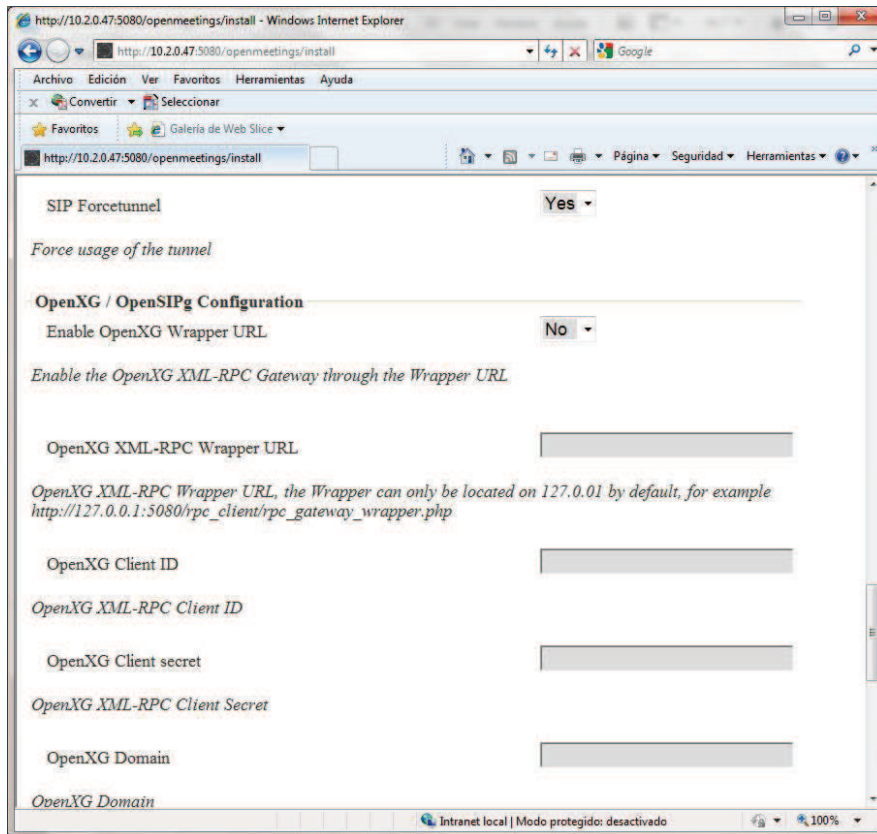 http://10.2.0.47:5080/openmeetings/install - Windows Internet Explorer
http://10.2.0.47:5080/openmeetings/install
Google
Archivo Edición Ver Favoritos Herramientas Ayuda
x Convertir Seleccionar
Favoritos Galería de Web Slice
http://10.2.0.47:5080/openmeetings/install
Página Seguridad Herramientas
SIP Forcetunnel Yes
Force usage of the tunnel
OpenXG / OpenSIPg Configuration
Enable OpenXG Wrapper URL No
Enable the OpenXG XML-RPC Gateway through the Wrapper URL
OpenXG XML-RPC Wrapper URL
OpenXG XML-RPC Wrapper URL, the Wrapper can only be located on 127.0.01 by default, for example
http://127.0.0.1:5080/rpc_client/rpc_gateway_wrapper.php
OpenXG Client ID
OpenXG XML-RPC Client ID
OpenXG Client secret
OpenXG XML-RPC Client Secret
OpenXG Domain
OpenXG Domain
Intranet local | Modo protegido: desactivado 100%